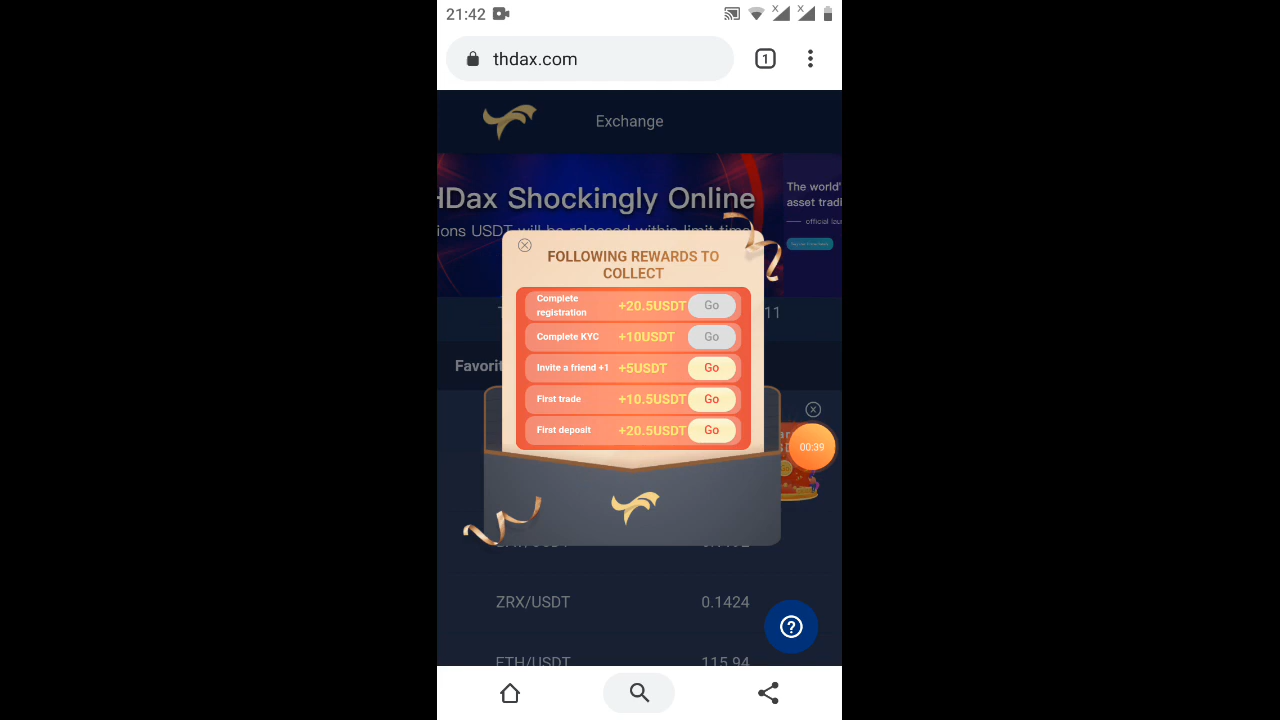 21:42
thdax.com
1
Exchange
HDax Shockingly Online
The world'
asset tradi
official lau
ions USDT will be released within limit time
FOLLOWING REWARDS TO
COLLECT
Complete
registration
+20.5USDT
Go
Complete KYC
+10USDT
Go
Invite a friend +1
+5USDT
Go
First trade
+10.5USDT
Go
First deposit
+20.5USDT
Go
11
Favorit
00:39
ZRX/USDT
0.1424
ETH/USDT
115.94